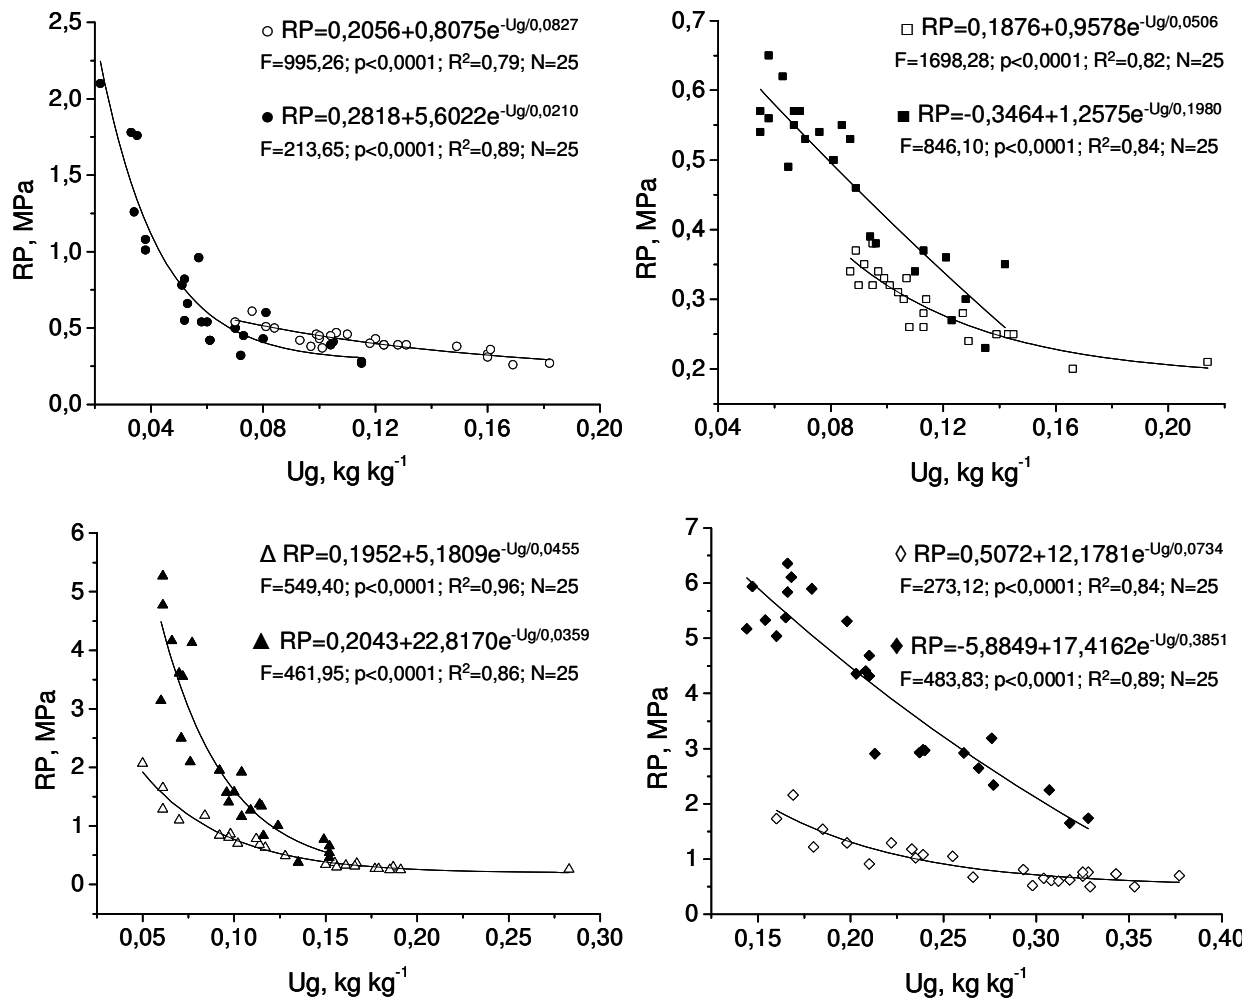 2,5
2,0
1,5
1,0
0,5
0,0
RP, MPa
○ RP=0,2056+0,8075e^-Ug/0,0827
F=995,26; p<0,0001; R²=0,79; N=25
● RP=0,2818+5,6022e^-Ug/0,0210
F=213,65; p<0,0001; R²=0,89; N=25
0,04 0,08 0,12 0,16 0,20
Ug, kg kg⁻¹
0,7
0,6
0,5
0,4
0,3
0,2
RP, MPa
□ RP=0,1876+0,9578e^-Ug/0,0506
F=1698,28; p<0,0001; R²=0,82; N=25
■ RP=-0,3464+1,2575e^-Ug/0,1980
F=846,10; p<0,0001; R²=0,84; N=25
0,04 0,08 0,12 0,16 0,20
Ug, kg kg⁻¹
6
5
4
3
2
1
0
RP, MPa
△ RP=0,1952+5,1809e^-Ug/0,0455
F=549,40; p<0,0001; R²=0,96; N=25
▲ RP=0,2043+22,8170e^-Ug/0,0359
F=461,95; p<0,0001; R²=0,86; N=25
0,05 0,10 0,15 0,20 0,25 0,30
Ug, kg kg⁻¹
7
6
5
4
3
2
1
0
RP, MPa
◇ RP=0,5072+12,1781e^-Ug/0,0734
F=273,12; p<0,0001; R²=0,84; N=25
◆ RP=-5,8849+17,4162e^-Ug/0,3851
F=483,83; p<0,0001; R²=0,89; N=25
0,15 0,20 0,25 0,30 0,35 0,40
Ug, kg kg⁻¹